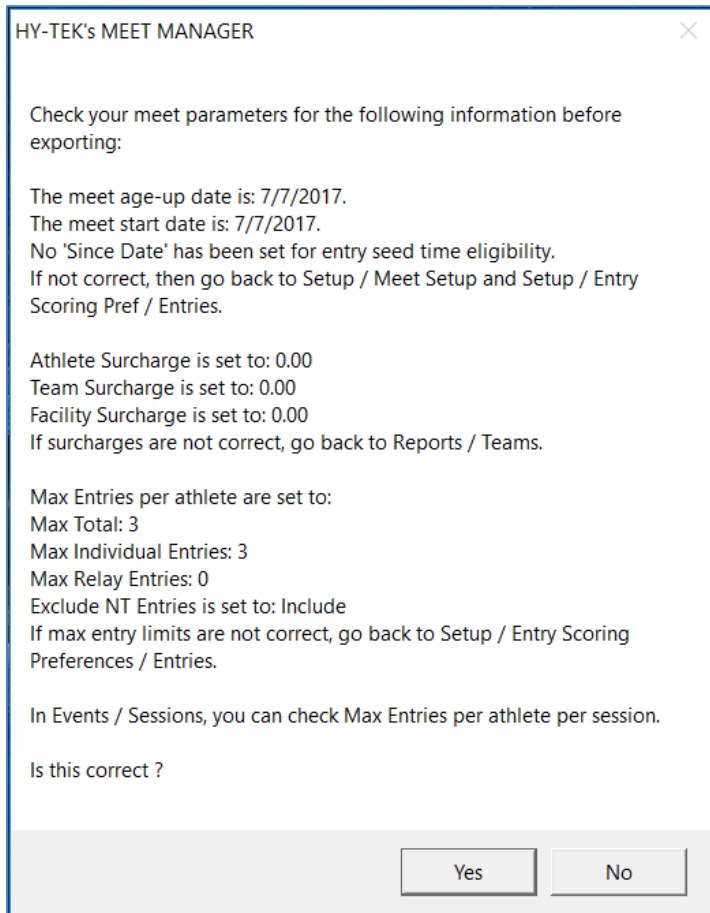 HY-TEK's MEET MANAGER
Check your meet parameters for the following information before
exporting:
The meet age-up date is: 7/7/2017.
The meet start date is: 7/7/2017.
No 'Since Date' has been set for entry seed time eligibility.
If not correct, then go back to Setup / Meet Setup and Setup / Entry
Scoring Pref / Entries.
Athlete Surcharge is set to: 0.00
Team Surcharge is set to: 0.00
Facility Surcharge is set to: 0.00
If surcharges are not correct, go back to Reports / Teams.
Max Entries per athlete are set to:
Max Total: 3
Max Individual Entries: 3
Max Relay Entries: 0
Exclude NT Entries is set to: Include
If max entry limits are not correct, go back to Setup / Entry Scoring
Preferences / Entries.
In Events / Sessions, you can check Max Entries per athlete per session.
Is this correct ?
Yes
No